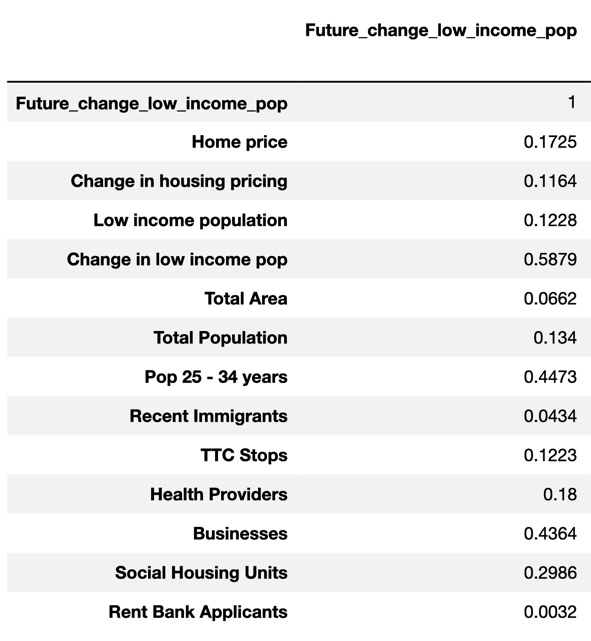 Future_change_low_income_pop
Future_change_low_income_pop 1
Home price 0.1725
Change in housing pricing 0.1164
Low income population 0.1228
Change in low income pop 0.5879
Total Area 0.0662
Total Population 0.134
Pop 25 - 34 years 0.4473
Recent Immigrants 0.0434
TTC Stops 0.1223
Health Providers 0.18
Businesses 0.4364
Social Housing Units 0.2986
Rent Bank Applicants 0.0032